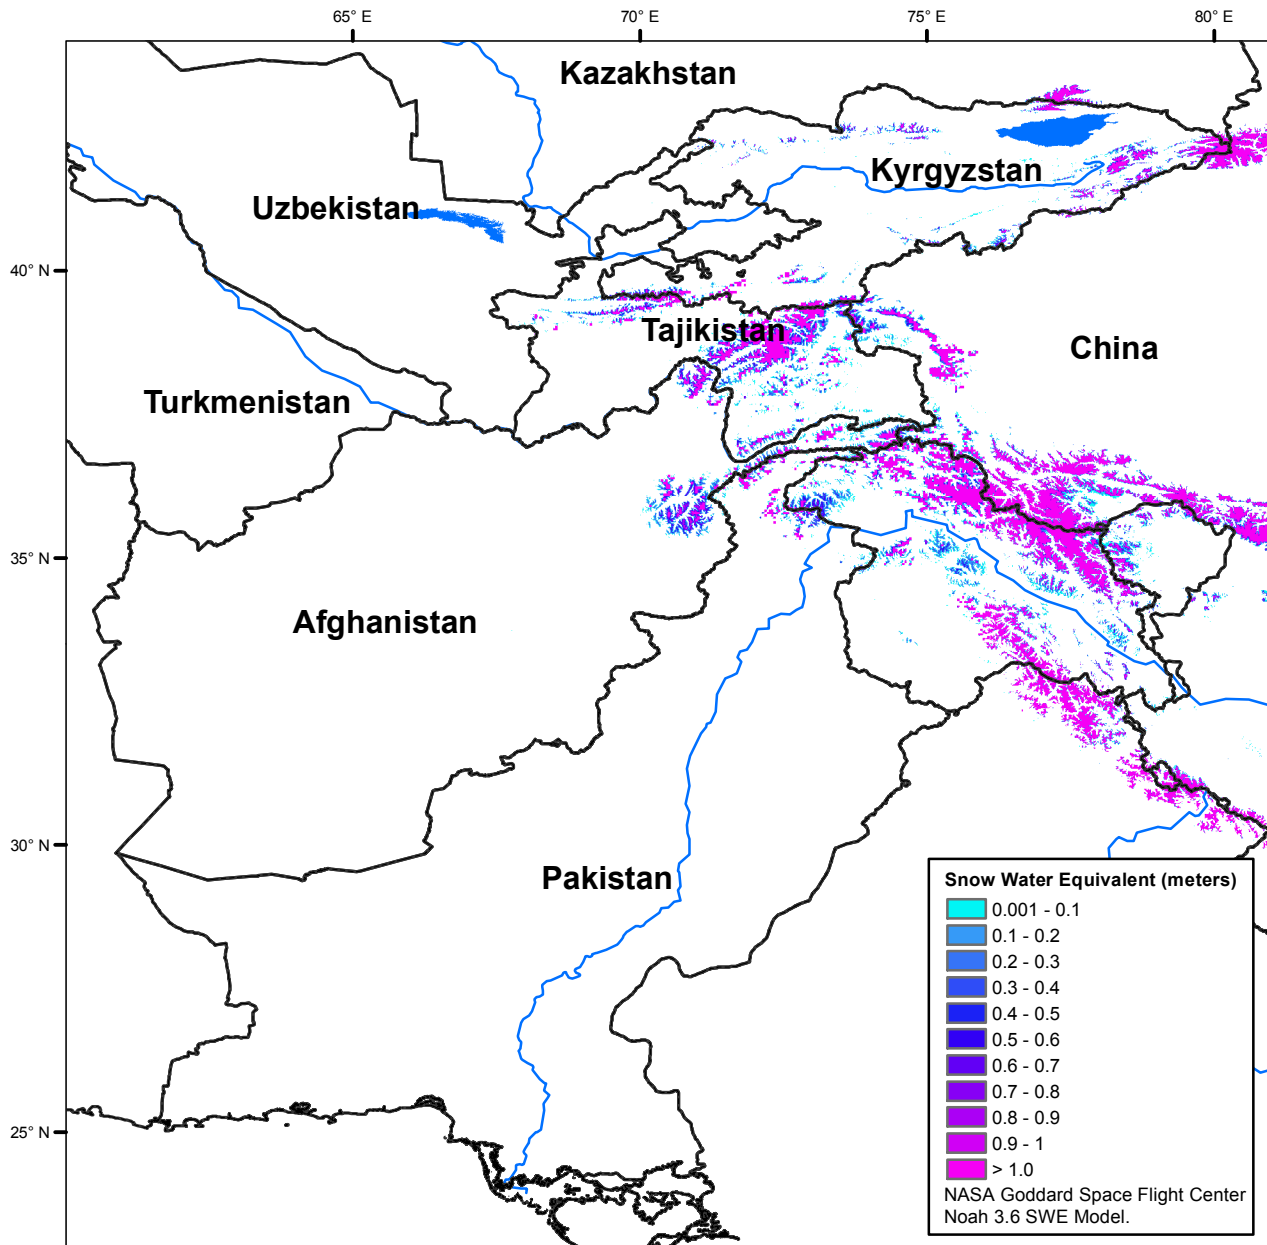 65° E
70° E
75° E
80° E
Kazakhstan
Kyrgyzstan
Uzbekistan
40° N
Tajikistan
China
Turkmenistan
35° N
Afghanistan
30° N
Pakistan
25° N
Snow Water Equivalent (meters)
0.001 - 0.1
0.1 - 0.2
0.2 - 0.3
0.3 - 0.4
0.4 - 0.5
0.5 - 0.6
0.6 - 0.7
0.7 - 0.8
0.8 - 0.9
0.9 - 1
> 1.0
NASA Goddard Space Flight Center
Noah 3.6 SWE Model.